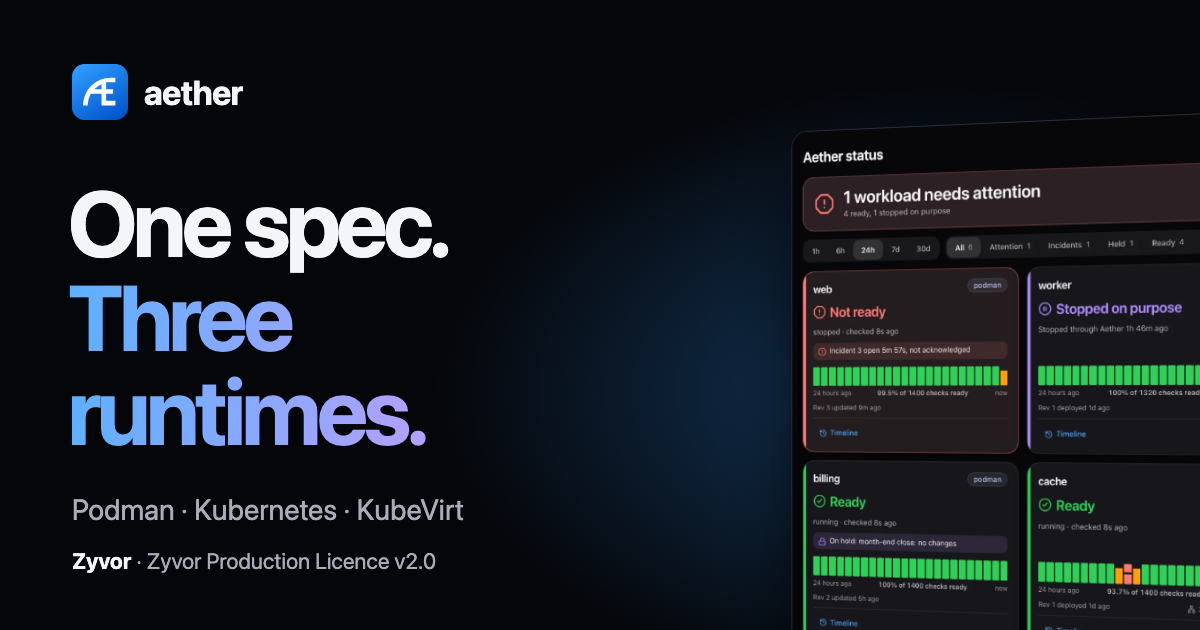 aether
One spec.
Three
runtimes.
Podman · Kubernetes · KubeVirt
Zyvor · Zyvor Production Licence v2.0
Aether status
1 workload needs attention
4 ready, 1 stopped on purpose
1h 6h 24h 7d 30d All 6 Attention 1 Incidents 1 Held 1 Ready 4
web podman
Not ready
stopped · checked 8s ago
Incident 3 open 5m 57s, not acknowledged
24 hours ago 99.5% of 1400 checks ready now
Rev 3 updated 9m ago
Timeline
worker
Stopped on purpose
Stopped through Aether 1h 46m ago
24 hours ago 100% of 1320 checks ready
Rev 1 deployed 1d ago
Timeline
billing podman
Ready
running · checked 8s ago
On hold: month-end close: no changes
24 hours ago 100% of 1400 checks ready now
Rev 2 updated 5h ago
Timeline
cache
Ready
running · checked 8s ago
24 hours ago 93.7% of 1400 checks
Rev 1 deployed 1d ago